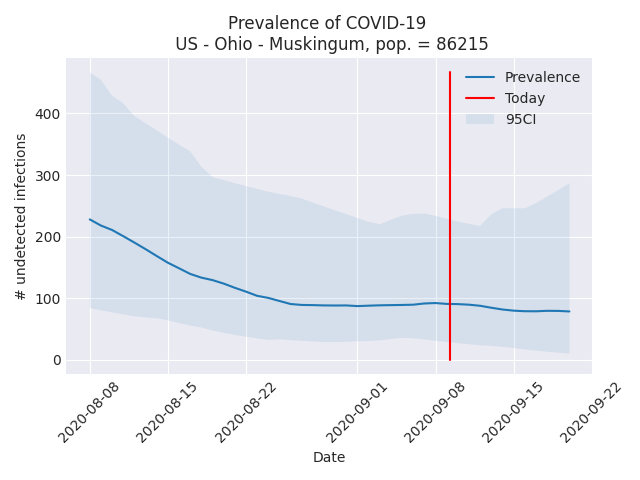 Prevalence of COVID-19
US - Ohio - Muskingum, pop. = 86215
Prevalence
Today
95CI
# undetected infections
400
300
200
100
0
2020-08-08
2020-08-15
2020-08-22
2020-09-01
2020-09-08
2020-09-15
2020-09-22
Date